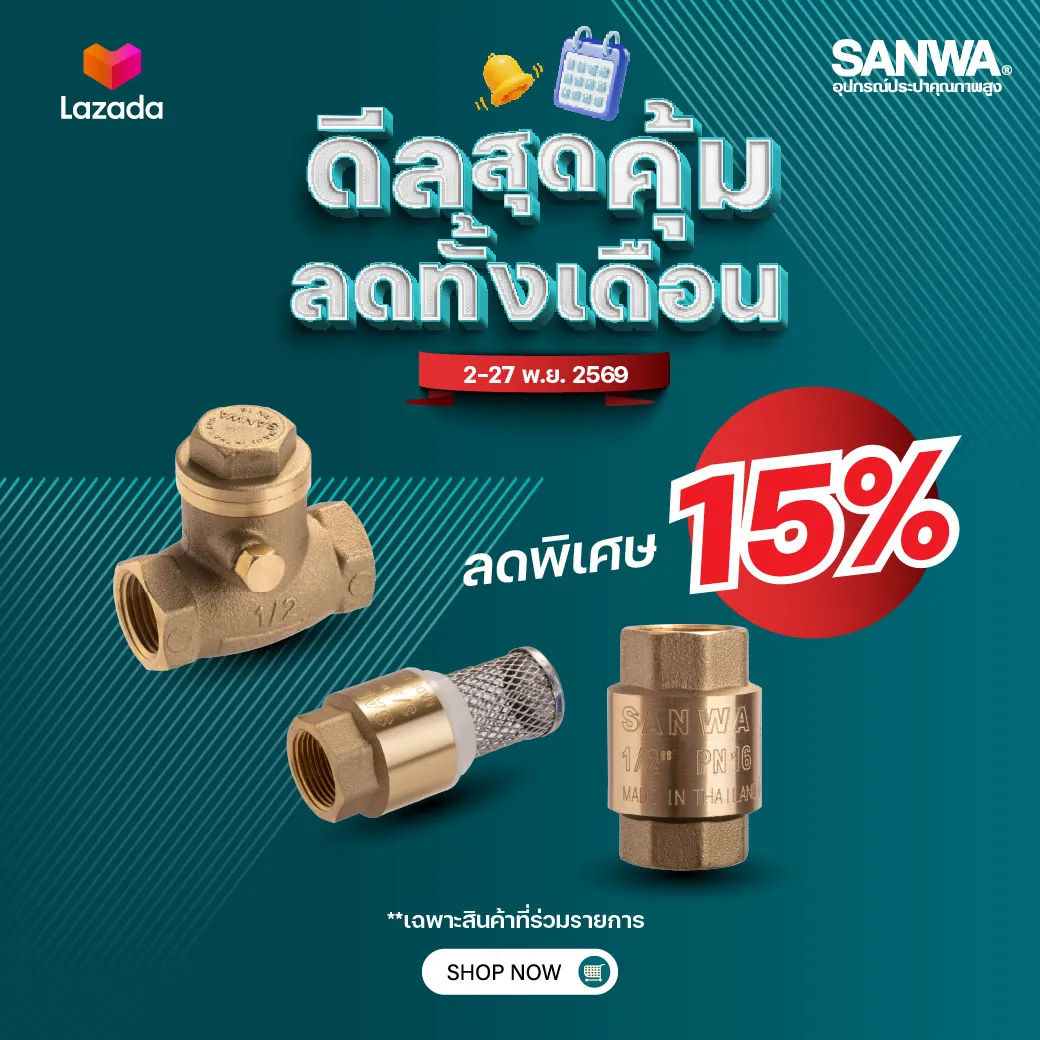 Lazada
SANWA®
อุปกรณ์ประปาคุณภาพสูง
ดีลสุดคุ้ม
ลดทั้งเดือน
2-27 พ.ย. 2569
ลดพิเศษ 15%
SANWA
1/2
SANWA
1/2" PN16
MADE IN THAILAND
**เฉพาะสินค้าที่ร่วมรายการ
SHOP NOW